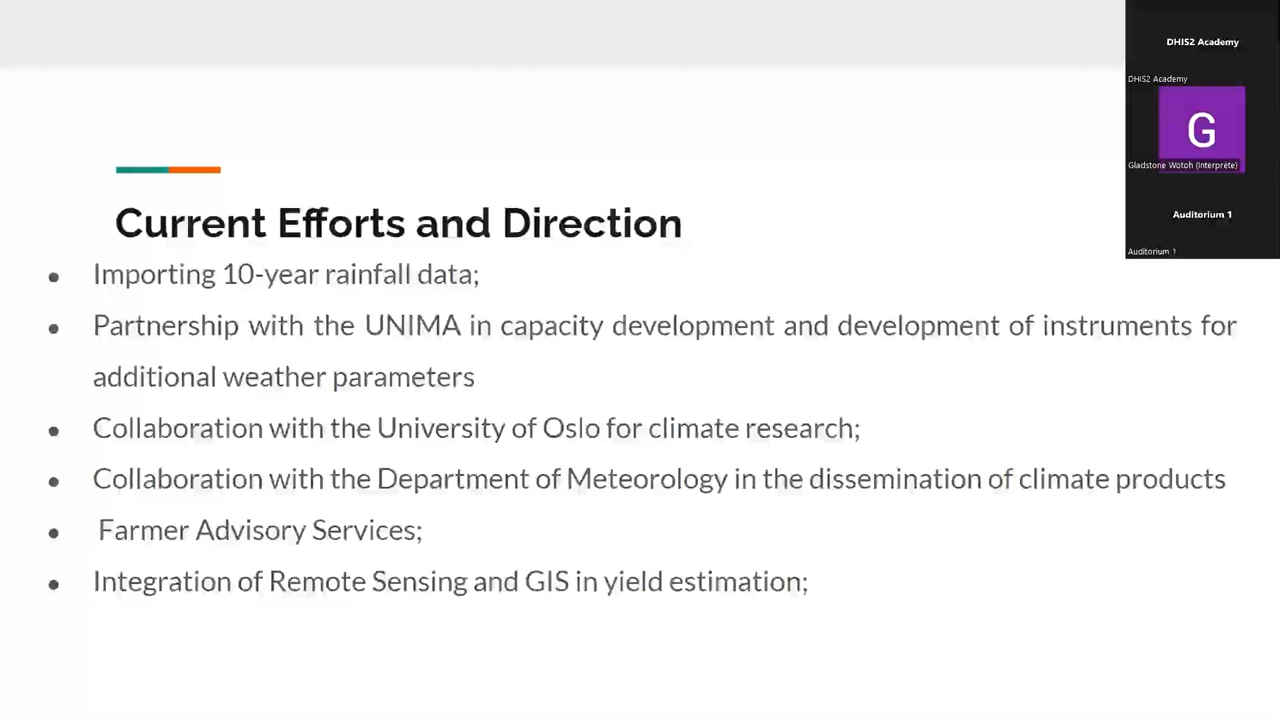 DHIS2 Academy
DHIS2 Academy
G
Gladstone Wotoh (Interprète)
Auditorium 1
Auditorium 1
Current Efforts and Direction
● Importing 10-year rainfall data;
● Partnership with the UNIMA in capacity development and development of instruments for
additional weather parameters
● Collaboration with the University of Oslo for climate research;
● Collaboration with the Department of Meteorology in the dissemination of climate products
● Farmer Advisory Services;
● Integration of Remote Sensing and GIS in yield estimation;